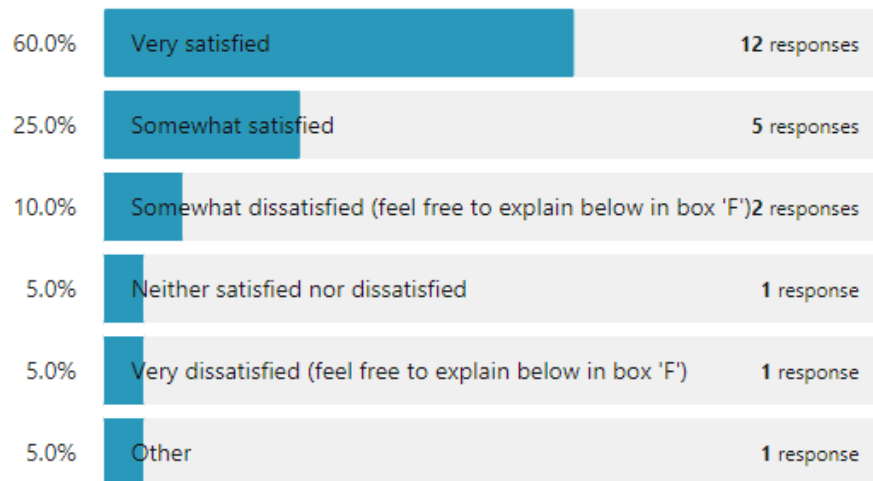 60.0% Very satisfied 12 responses
25.0% Somewhat satisfied 5 responses
10.0% Somewhat dissatisfied (feel free to explain below in box 'F') 2 responses
5.0% Neither satisfied nor dissatisfied 1 response
5.0% Very dissatisfied (feel free to explain below in box 'F') 1 response
5.0% Other 1 response